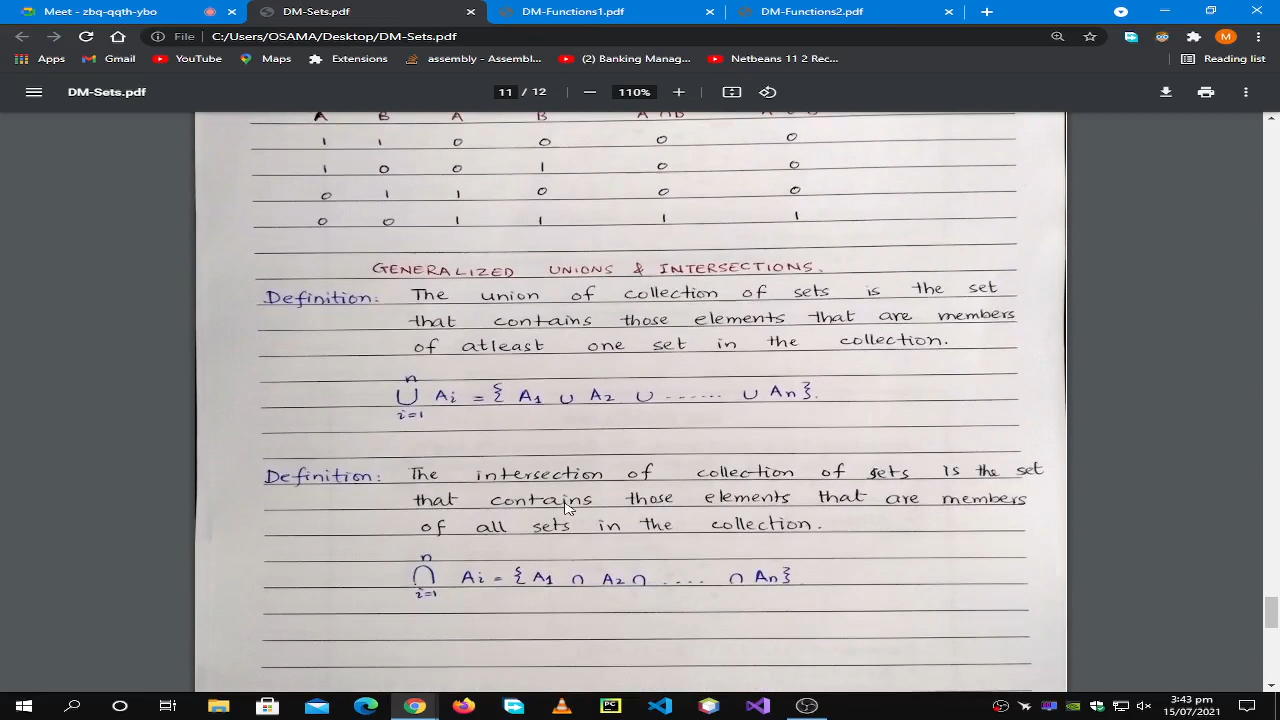 Meet - zbq-qqth-ybo
DM-Sets.pdf
DM-Functions1.pdf
DM-Functions2.pdf
File C:/Users/OSAMA/Desktop/DM-Sets.pdf
Apps Gmail YouTube Maps Extensions assembly - Assembl... (2) Banking Manag... Netbeans 11 2 Rec... Reading list
DM-Sets.pdf 11 / 12 110%
A B A B A∩B
1 1 0 0 0 0
1 0 0 1 0 0
0 1 1 0 0 0
0 0 1 1 1 1
GENERALIZED UNIONS & INTERSECTIONS.
Definition: The union of collection of sets is the set
that contains those elements that are members
of atleast one set in the collection.
n
∪ Ai = { A1 ∪ A2 ∪ ...... ∪ An }.
i=1
Definition: The intersection of collection of sets is the set
that contains those elements that are members
of all sets in the collection.
n
∩ Ai = { A1 ∩ A2 ∩ ..... ∩ An }
i=1
3:43 pm
15/07/2021